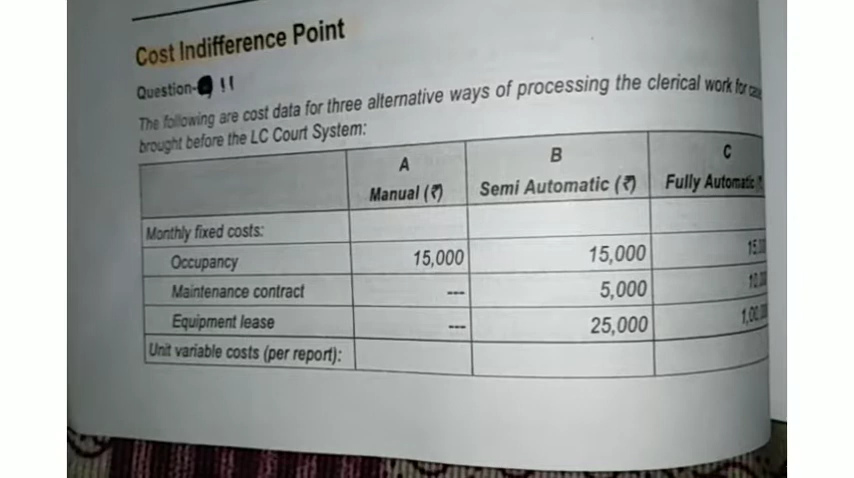 Cost Indifference Point
Question- 11
The following are cost data for three alternative ways of processing the clerical work for
brought before the LC Court System:
A B C
Manual (₹) Semi Automatic (₹) Fully Automatic
Monthly fixed costs:
Occupancy 15,000 15,000
Maintenance contract --- 5,000
Equipment lease --- 25,000
Unit variable costs (per report):